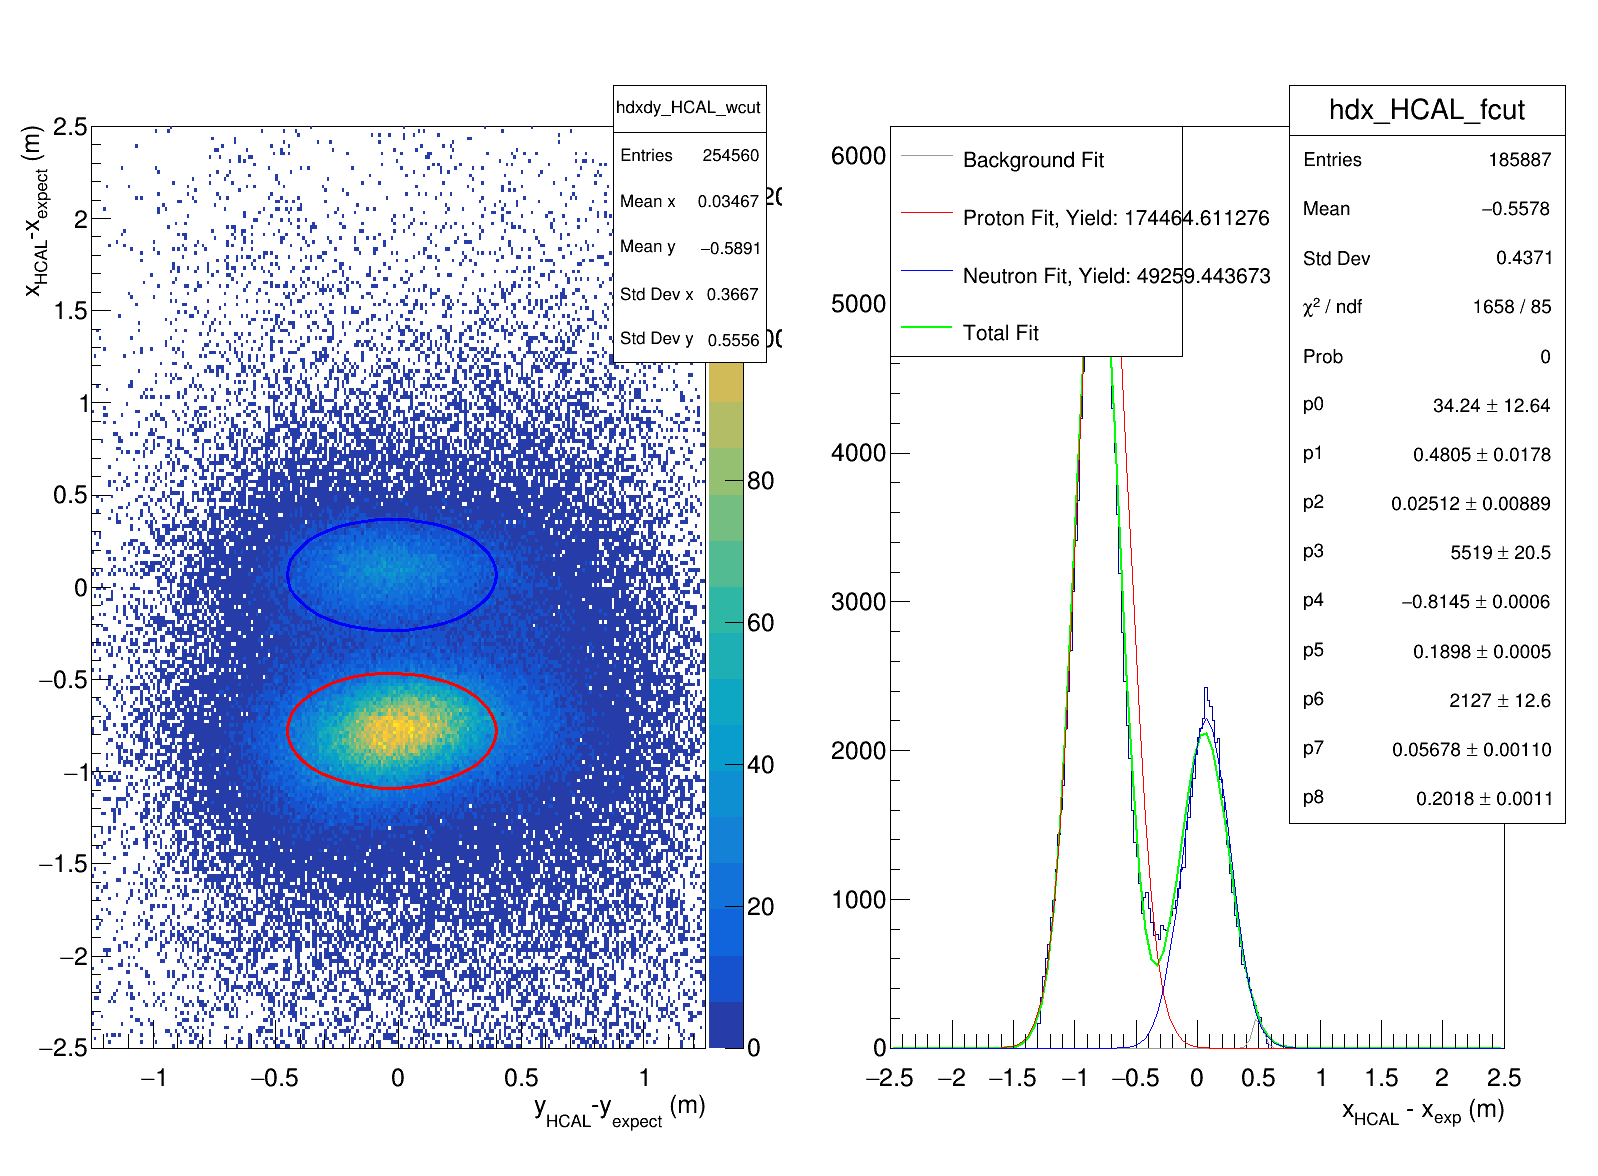 hdxdy_HCAL_wcut
Entries 254560
Mean x 0.03467
Mean y −0.5891
Std Dev x 0.3667
Std Dev y 0.5556
x_HCAL-x_expect (m)
2.5
2
1.5
1
0.5
0
−0.5
−1
−1.5
−2
−2.5
−1 −0.5 0 0.5 1
y_HCAL-y_expect (m)
80
60
40
20
0
hdx_HCAL_fcut
Entries 185887
Mean −0.5578
Std Dev 0.4371
χ² / ndf 1658 / 85
Prob 0
p0 34.24 ± 12.64
p1 0.4805 ± 0.0178
p2 0.02512 ± 0.00889
p3 5519 ± 20.5
p4 −0.8145 ± 0.0006
p5 0.1898 ± 0.0005
p6 2127 ± 12.6
p7 0.05678 ± 0.00110
p8 0.2018 ± 0.0011
Background Fit
Proton Fit, Yield: 174464.611276
Neutron Fit, Yield: 49259.443673
Total Fit
6000
5000
4000
3000
2000
1000
0
−2.5 −2 −1.5 −1 −0.5 0 0.5 1 1.5 2 2.5
x_HCAL - x_exp (m)